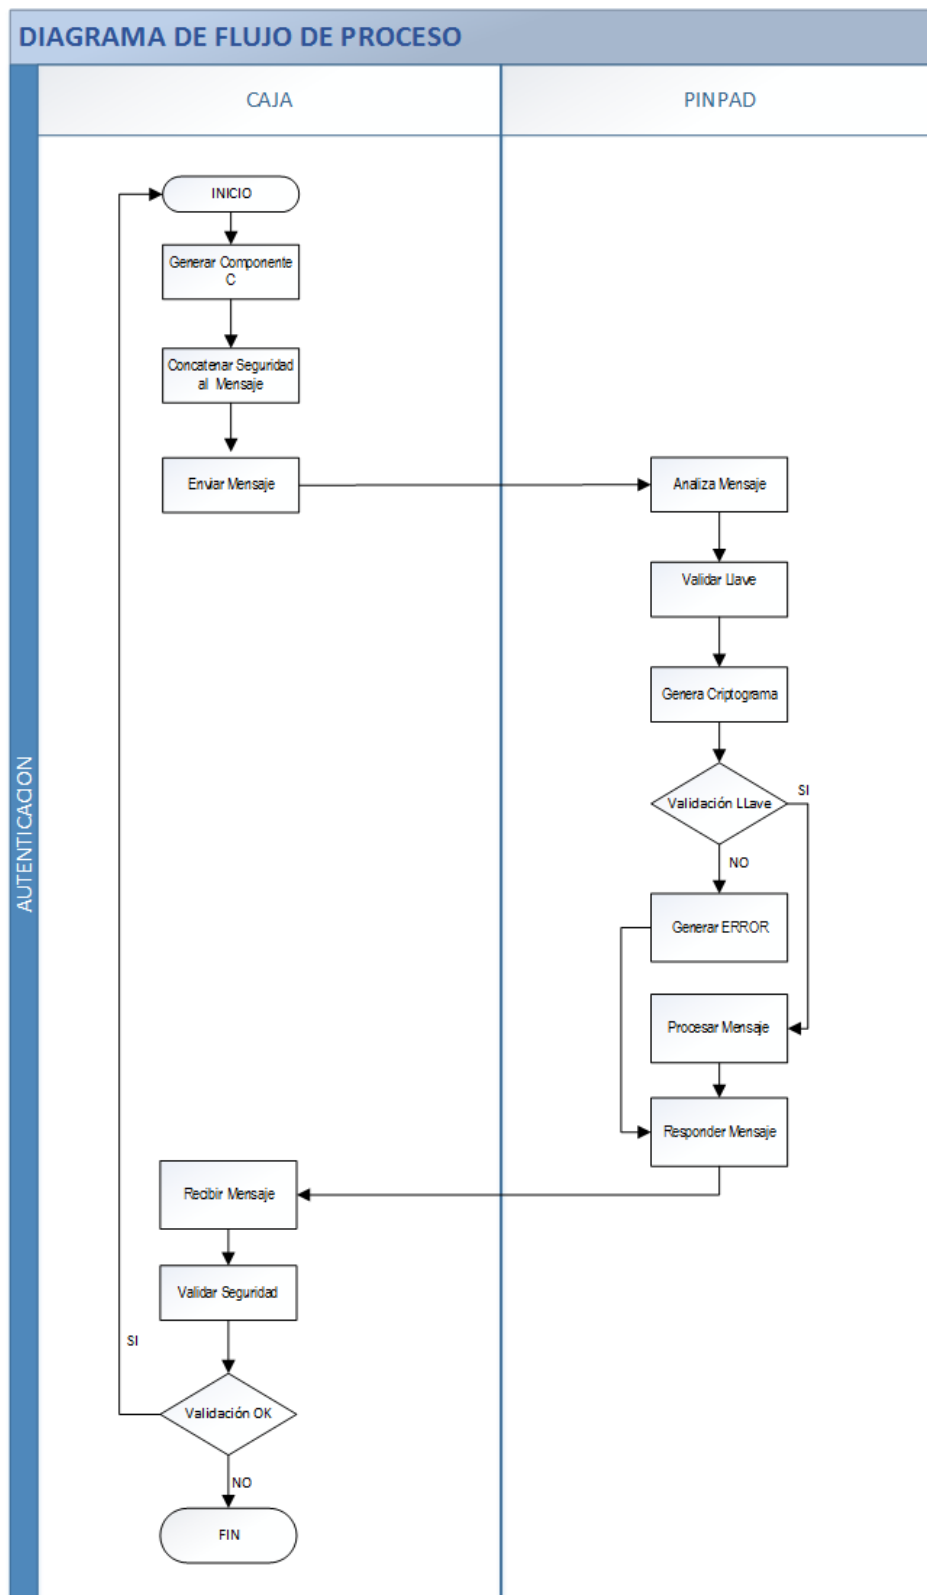 DIAGRAMA DE FLUJO DE PROCESO
CAJA
PINPAD
AUTENTICACION
INICIO
Generar Componente
C
Concatenar Seguridad
al Mensaje
Enviar Mensaje
Analiza Mensaje
Validar Llave
Genera Criptograma
Validación LLave
SI
NO
Generar ERROR
Procesar Mensaje
Responder Mensaje
Recibir Mensaje
Validar Seguridad
SI
Validación OK
NO
FIN